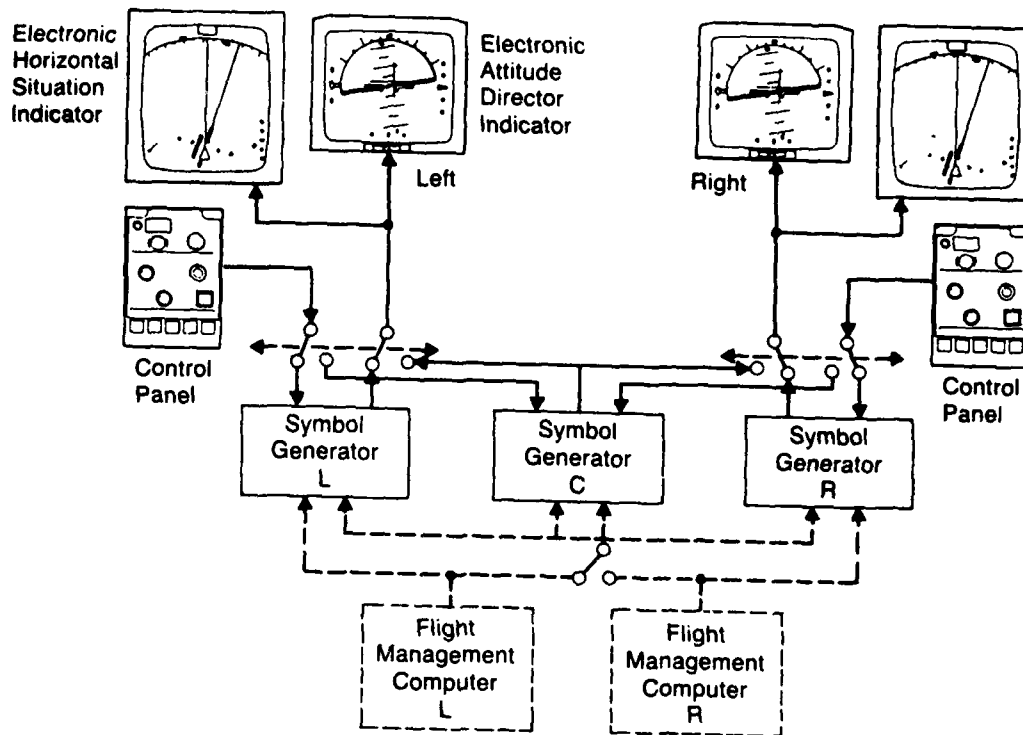 Electronic
Horizontal
Situation
Indicator
Electronic
Attitude
Director
Indicator
Left
Right
Control
Panel
Control
Panel
Symbol
Generator
L
Symbol
Generator
C
Symbol
Generator
R
Flight
Management
Computer
L
Flight
Management
Computer
R